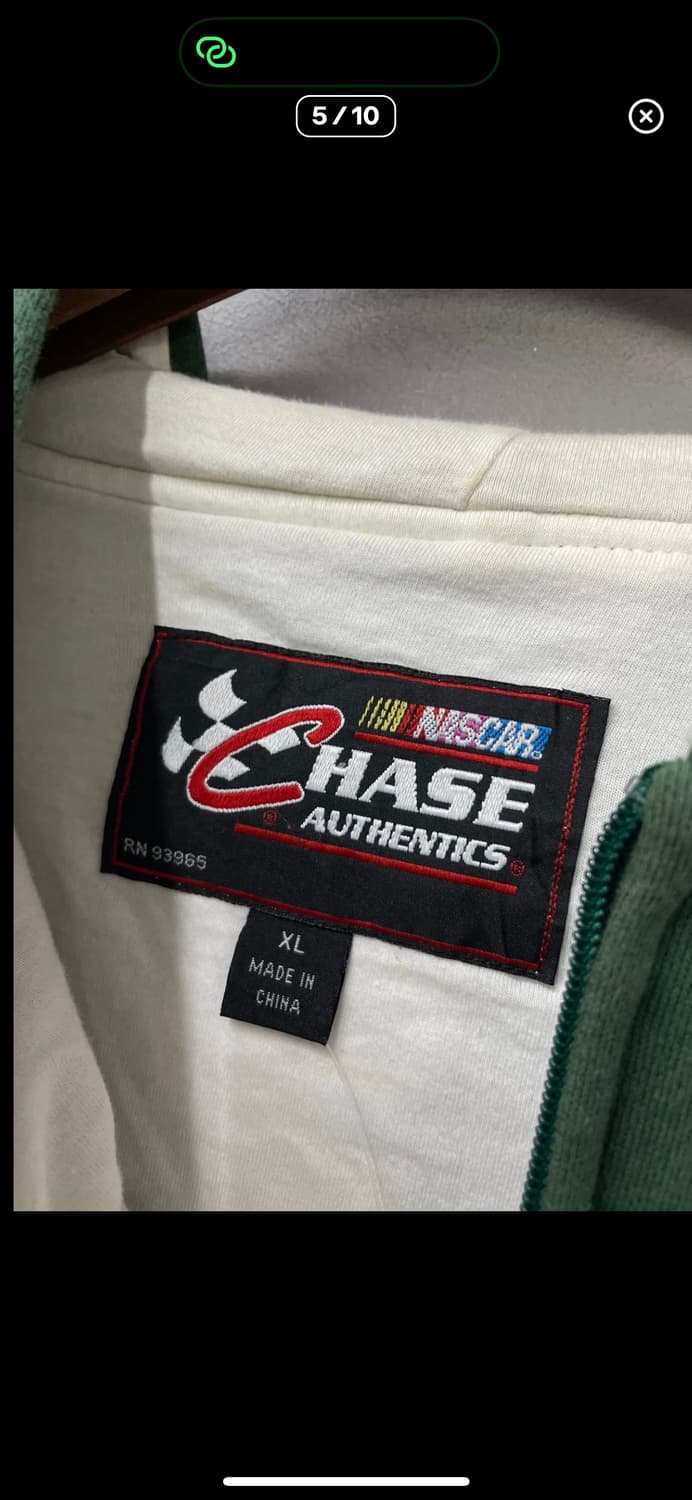 5/10
NASCAR
CHASE
AUTHENTICS
RN 93965
XL
MADE IN
CHINA